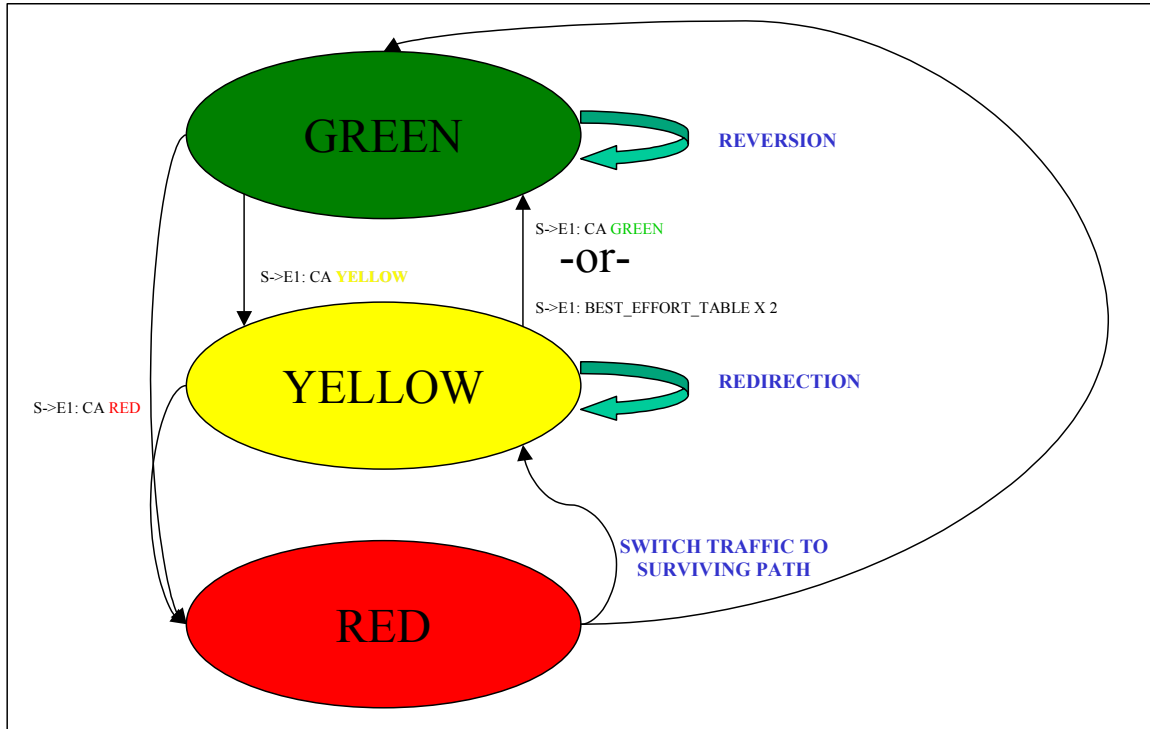 GREEN
REVERSION
S->E1: CA GREEN
-or-
S->E1: CA YELLOW
S->E1: BEST_EFFORT_TABLE X 2
YELLOW
REDIRECTION
S->E1: CA RED
SWITCH TRAFFIC TO
SURVIVING PATH
RED